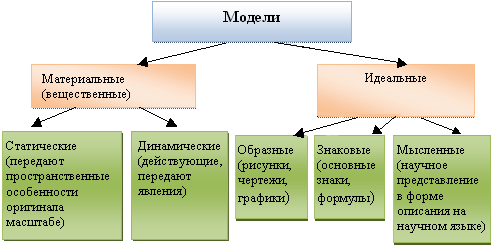 Модели
Материальные
(вещественные)
Идеальные
Статические
(передают
пространственные
особенности
оригинала
масштабе)
Динамические
(действующие,
передают
явления)
Образные
(рисунки,
чертежи,
графики)
Знаковые
(основные
знаки,
формулы)
Мысленные
(научное
представление
в форме
описания на
научном языке)